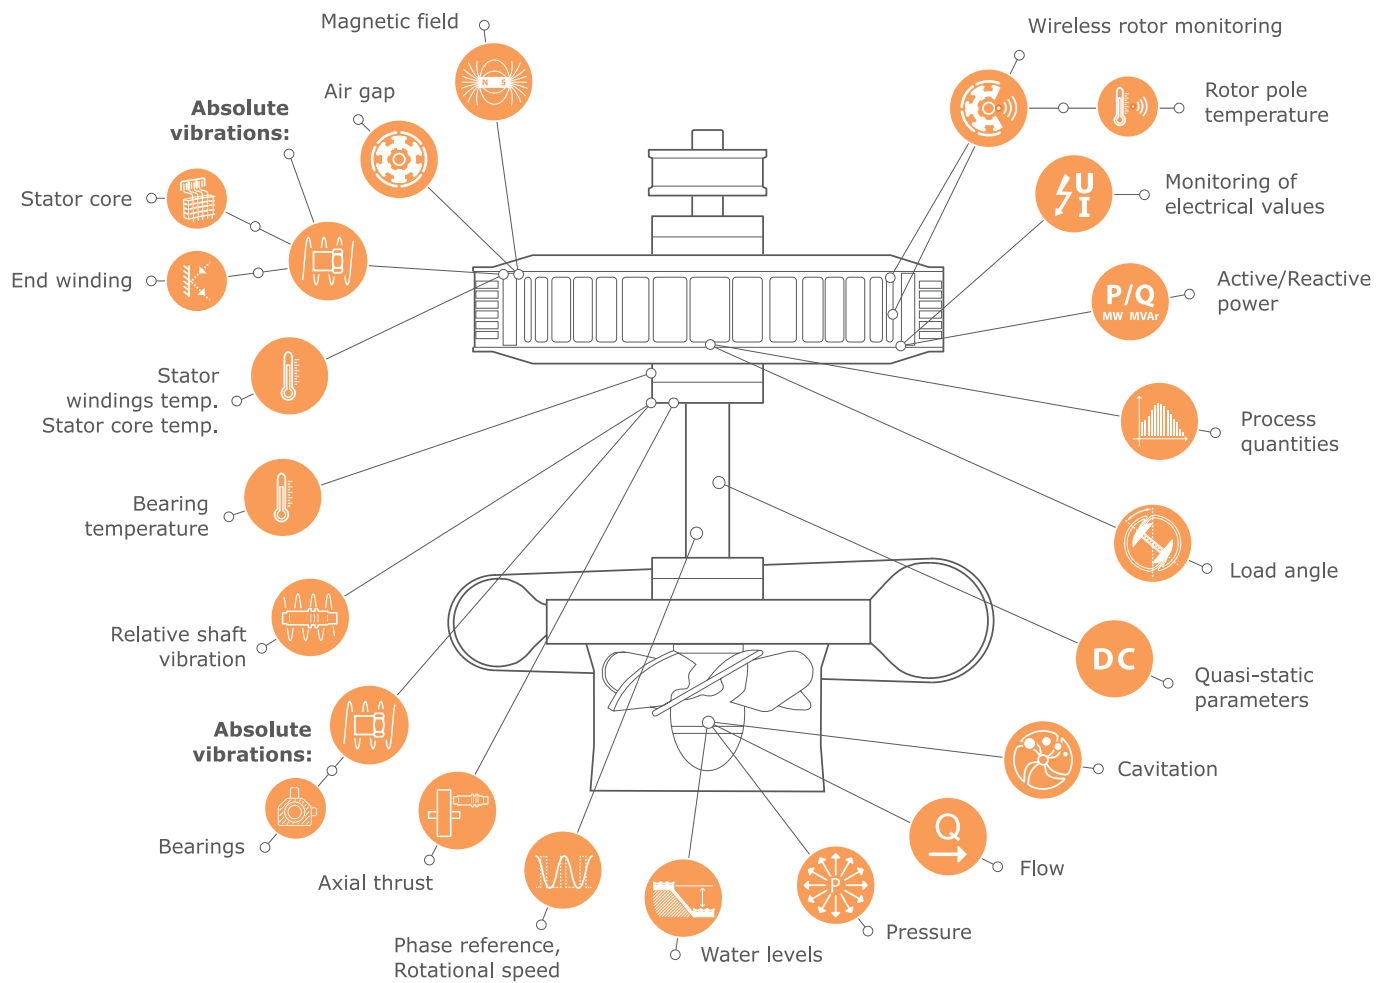 Magnetic field
Wireless rotor monitoring
Air gap
Rotor pole
temperature
Absolute
vibrations:
N S
U
I
Monitoring of
electrical values
Stator core
End winding
P/Q
MW MVAr
Active/Reactive
power
Stator
windings temp.
Stator core temp.
Process
quantities
Bearing
temperature
Load angle
Relative shaft
vibration
DC
Quasi-static
parameters
Absolute
vibrations:
Cavitation
Bearings
Axial thrust
Q
Flow
P
Pressure
Phase reference,
Rotational speed
Water levels